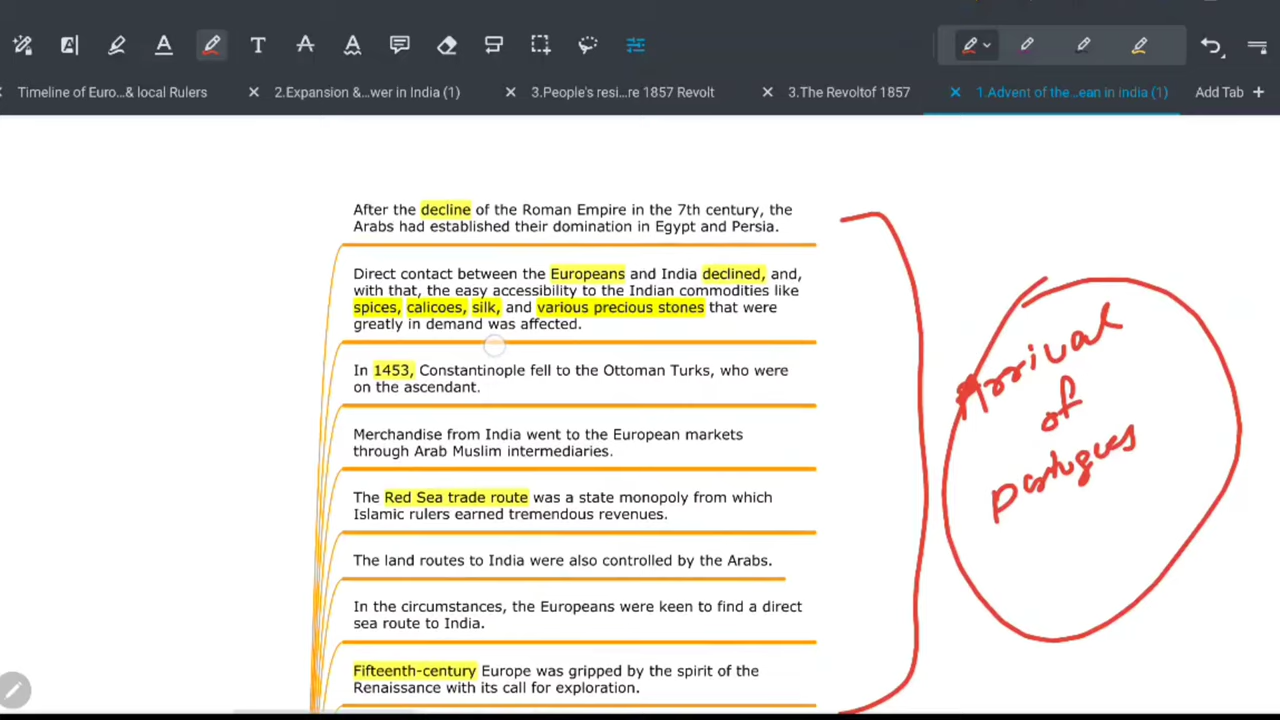 Timeline of Euro...& local Rulers
2.Expansion &...wer in India (1)
3.People's resi...re 1857 Revolt
3.The Revoltof 1857
1.Advent of the...ean in india (1)
Add Tab +
After the decline of the Roman Empire in the 7th century, the
Arabs had established their domination in Egypt and Persia.
Direct contact between the Europeans and India declined, and,
with that, the easy accessibility to the Indian commodities like
spices, calicoes, silk, and various precious stones that were
greatly in demand was affected.
In 1453, Constantinople fell to the Ottoman Turks, who were
on the ascendant.
Merchandise from India went to the European markets
through Arab Muslim intermediaries.
The Red Sea trade route was a state monopoly from which
Islamic rulers earned tremendous revenues.
The land routes to India were also controlled by the Arabs.
In the circumstances, the Europeans were keen to find a direct
sea route to India.
Fifteenth-century Europe was gripped by the spirit of the
Renaissance with its call for exploration.
Arrival
of
Portugues